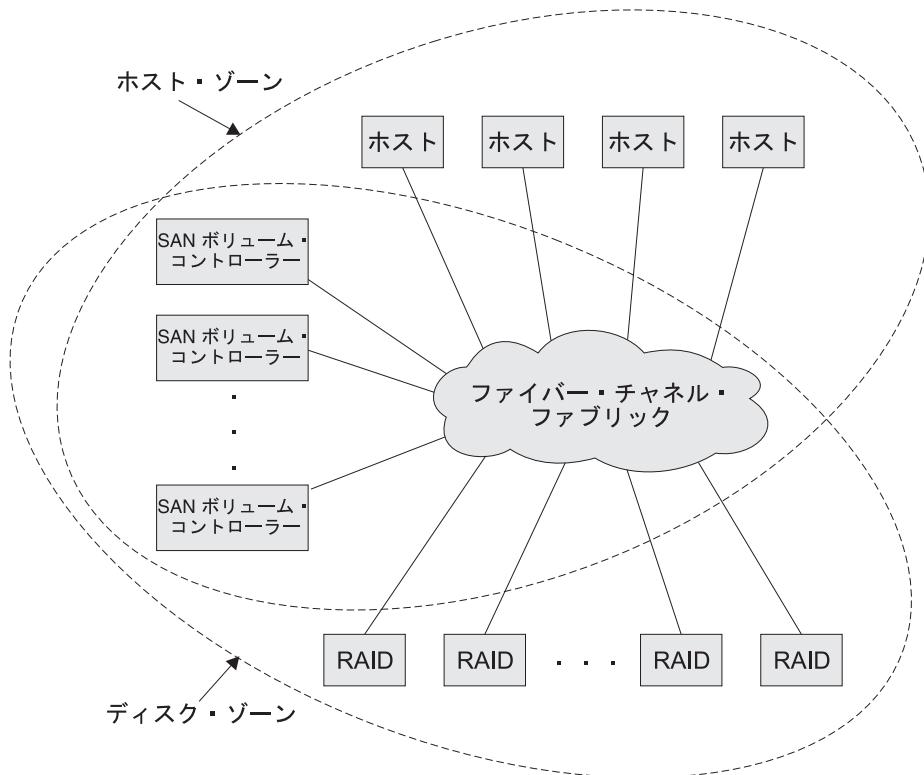 ホスト・ゾーン
ホスト
ホスト
ホスト
ホスト
SAN ボリューム・
コントローラー
SAN ボリューム・
コントローラー
SAN ボリューム・
コントローラー
ファイバー・チャネル・
ファブリック
RAID
RAID
RAID
RAID
ディスク・ゾーン